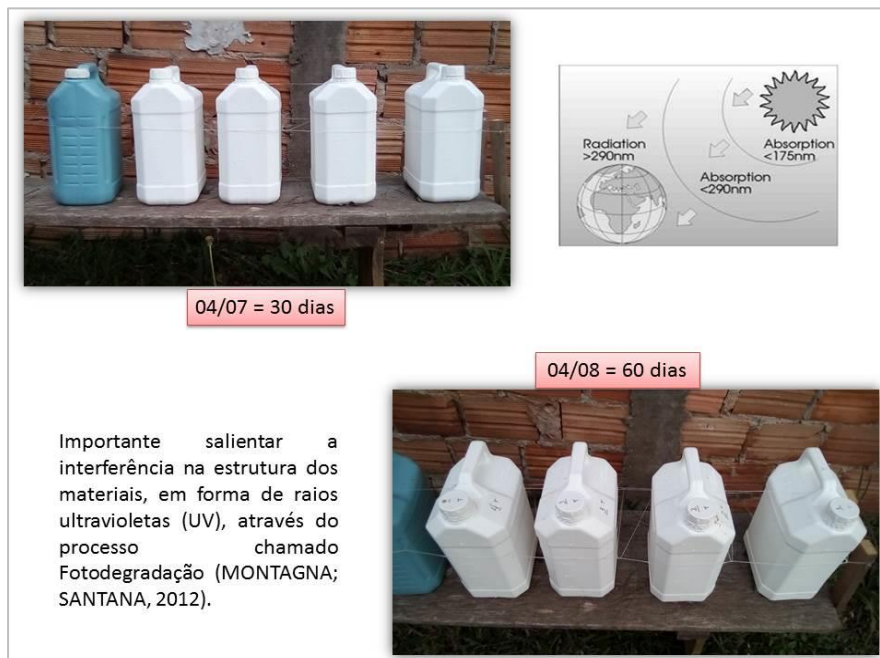 Radiation
>290nm
Absorption
<175nm
Absorption
<290nm
04/07 = 30 dias
04/08 = 60 dias
Importante salientar a
interferência na estrutura dos
materiais, em forma de raios
ultravioletas (UV), através do
processo chamado
Fotodegradação (MONTAGNA;
SANTANA, 2012).